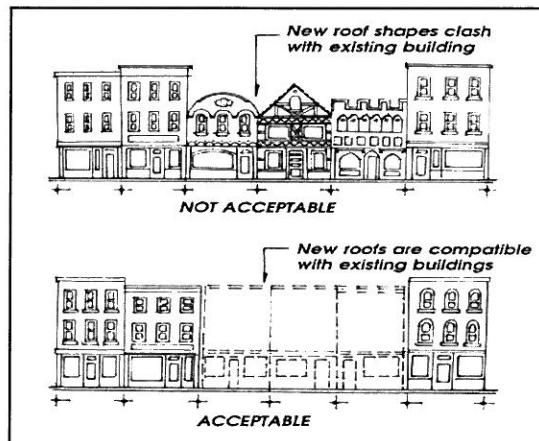 New roof shapes clash
with existing building
NOT ACCEPTABLE
New roofs are compatible
with existing buildings
ACCEPTABLE